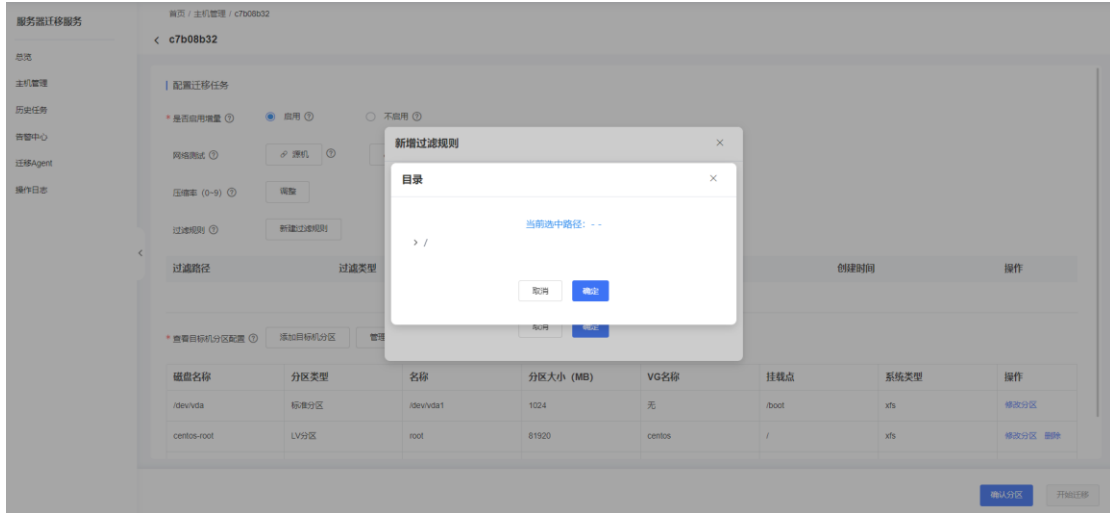 服务器迁移服务
首页 / 主机管理 / c7b08b32
c7b08b32
总览
主机管理
历史任务
告警中心
迁移Agent
操作日志
配置迁移任务
* 是否启用增量 启用 不启用
网络测试 源机
压缩率 (0~9) 调整
过滤规则 新建过滤规则
过滤路径 过滤类型 创建时间 操作
新增过滤规则
目录
当前选中路径: - -
/
取消 确定
取消 确定
* 查看目标机分区配置 添加目标机分区 管理
磁盘名称 分区类型 名称 分区大小 (MB) VG名称 挂载点 系统类型 操作
/dev/vda 标准分区 /dev/vda1 1024 无 /boot xfs 修改分区
centos-root LV分区 root 81920 centos / xfs 修改分区 删除
确认分区 开始迁移